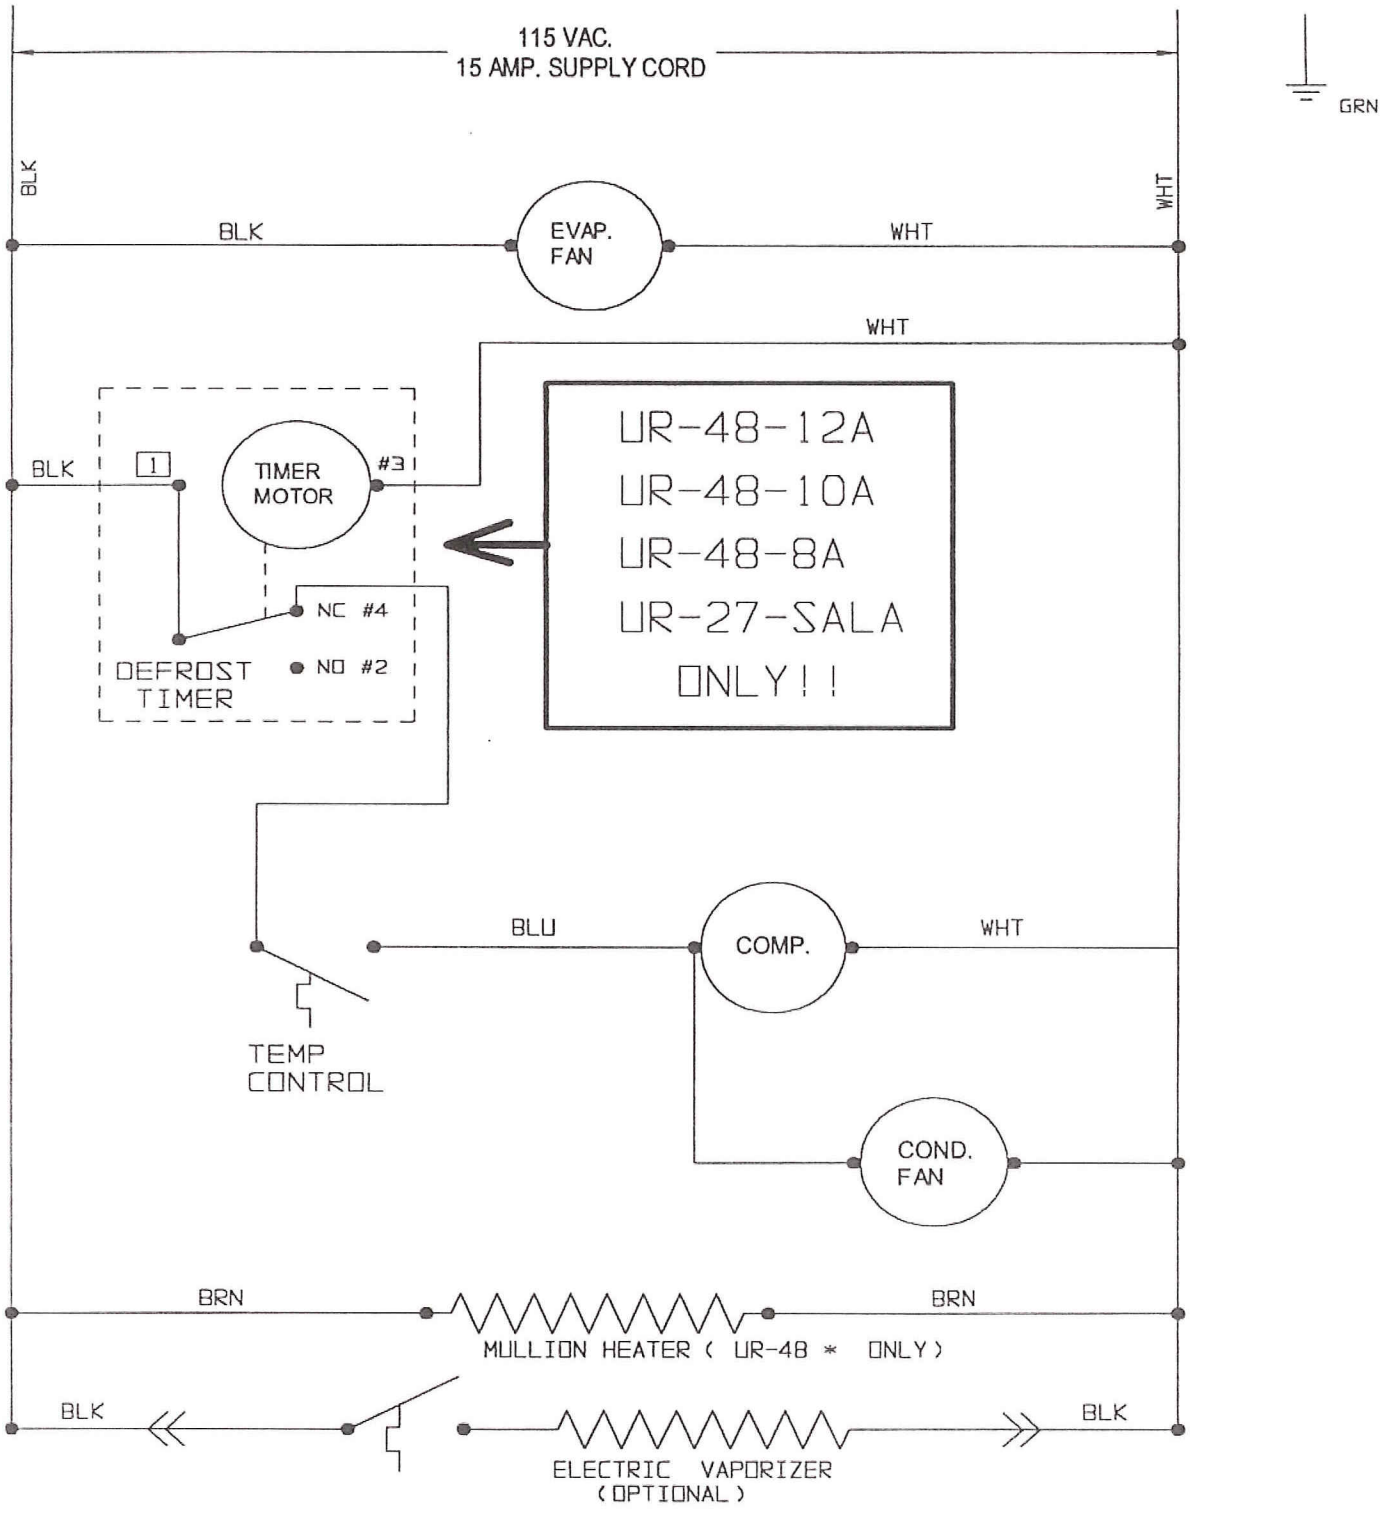 115 VAC.
15 AMP. SUPPLY CORD
GRN
BLK
WHT
BLK
EVAP.
FAN
WHT
WHT
BLK
1
TIMER
MOTOR
#3
NC #4
NO #2
DEFROST
TIMER
UR-48-12A
UR-48-10A
UR-48-8A
UR-27-SALA
ONLY!!
BLU
COMP.
WHT
TEMP
CONTROL
COND.
FAN
BRN
BRN
MULLION HEATER ( UR-48 * ONLY )
BLK
BLK
ELECTRIC VAPORIZER
(OPTIONAL)